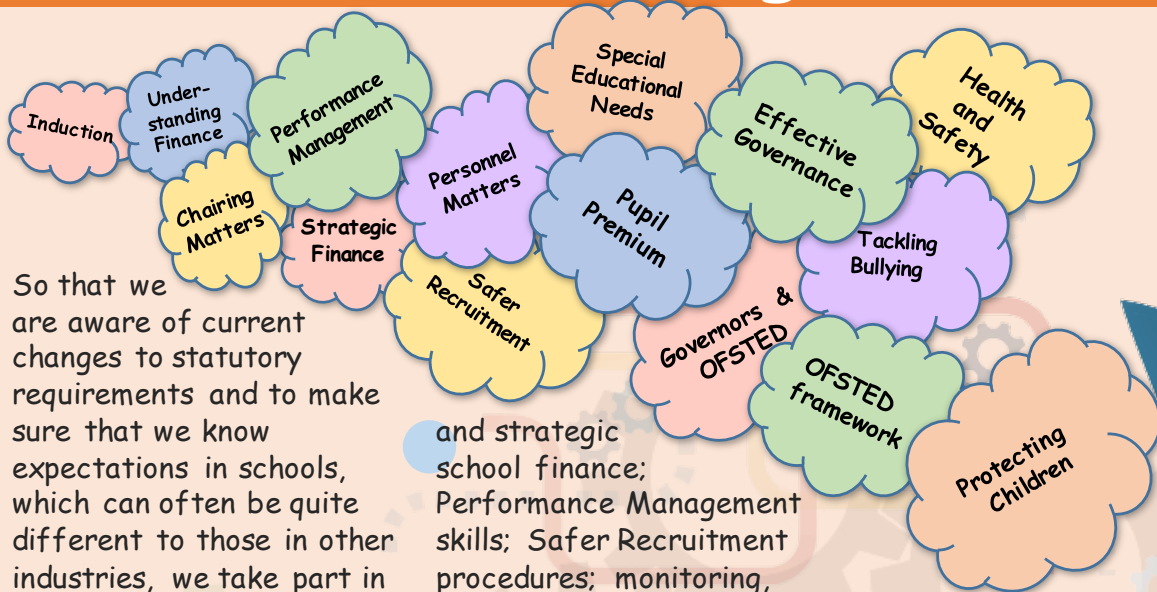 Induction
Under-
standing
Finance
Performance
Management
Chairing
Matters
Strategic
Finance
Personnel
Matters
Safer
Recruitment
Special
Educational
Needs
Pupil
Premium
Effective
Governance
Health
and
Safety
Tackling
Bullying
Governors &
OFSTED
OFSTED
framework
Protecting
Children
So that we
are aware of current
changes to statutory
requirements and to make
sure that we know
expectations in schools,
which can often be quite
different to those in other
industries, we take part in
and strategic
school finance;
Performance Management
skills; Safer Recruitment
procedures; monitoring,